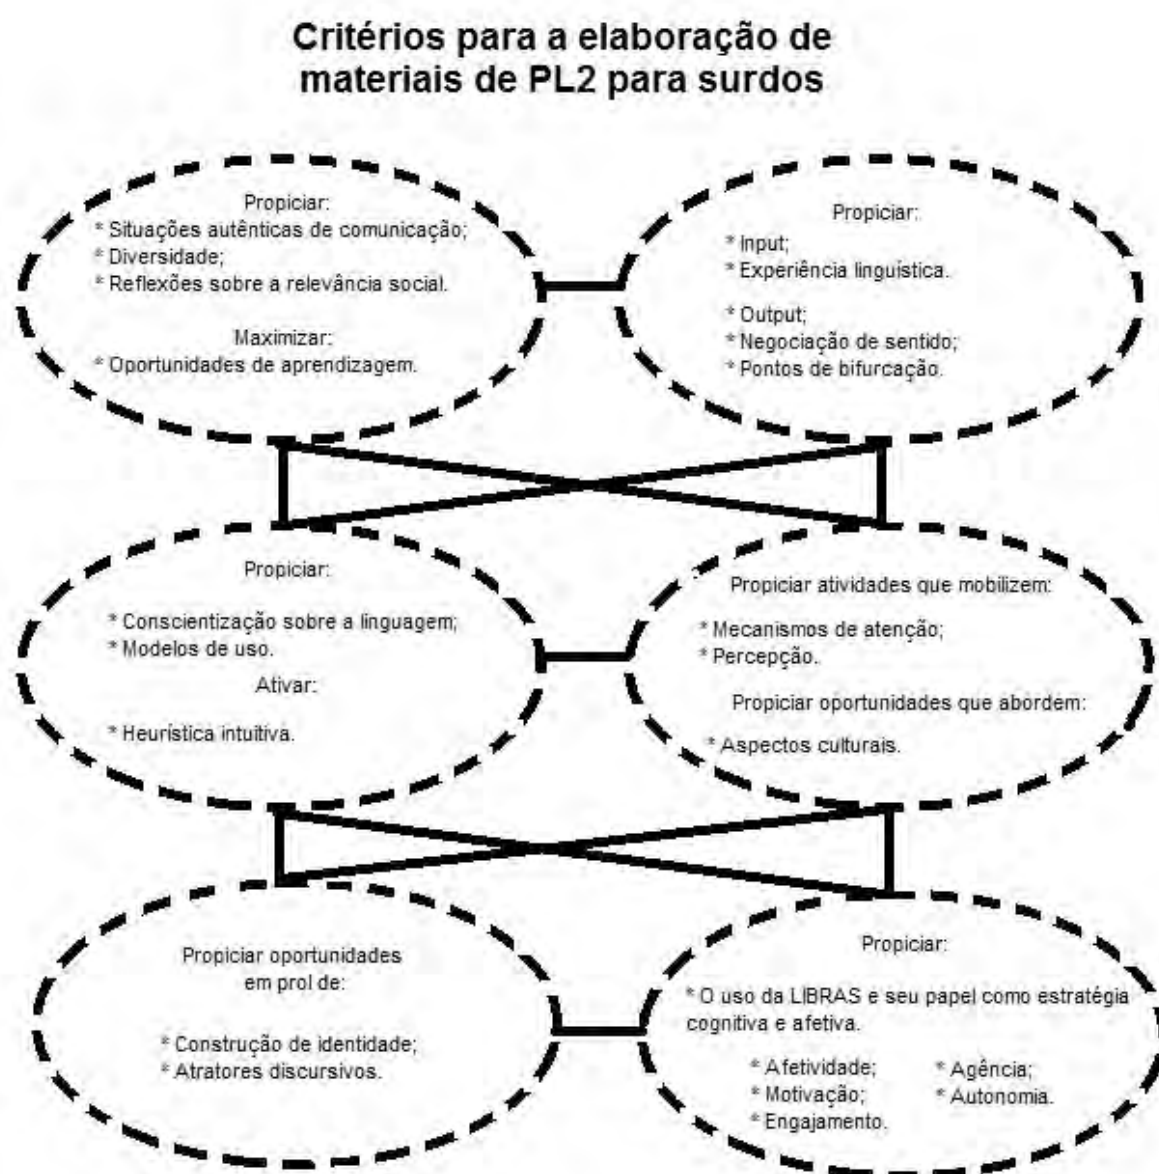 Critérios para a elaboração de
materiais de PL2 para surdos
Propiciar:
* Situações autênticas de comunicação;
* Diversidade;
* Reflexões sobre a relevância social.
Maximizar:
* Oportunidades de aprendizagem.
Propiciar:
* Input;
* Experiência linguística.
* Output;
* Negociação de sentido;
* Pontos de bifurcação.
Propiciar:
* Conscientização sobre a linguagem;
* Modelos de uso.
Ativar:
* Heurística intuitiva.
Propiciar atividades que mobilizem:
* Mecanismos de atenção;
* Percepção.
Propiciar oportunidades que abordem:
* Aspectos culturais.
Propiciar oportunidades
em prol de:
* Construção de identidade;
* Atratores discursivos.
Propiciar:
* O uso da LIBRAS e seu papel como estratégia
cognitiva e afetiva.
* Afetividade;
* Motivação;
* Engajamento.
* Agência;
* Autonomia.